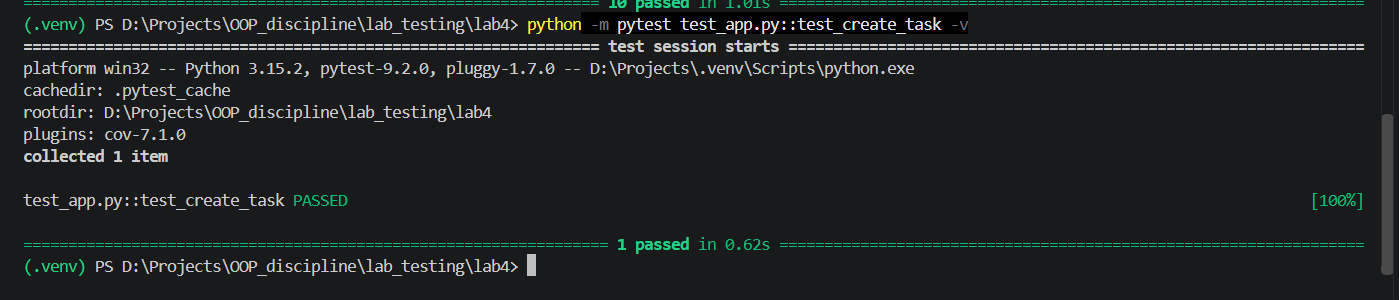 ============================================================ 10 passed in 1.01s ============================================================
(.venv) PS D:\Projects\OOP_discipline\lab_testing\lab4> python -m pytest test_app.py::test_create_task -v
============================================================ test session starts ============================================================
platform win32 -- Python 3.15.2, pytest-9.2.0, pluggy-1.7.0 -- D:\Projects\.venv\Scripts\python.exe
cachedir: .pytest_cache
rootdir: D:\Projects\OOP_discipline\lab_testing\lab4
plugins: cov-7.1.0
collected 1 item
test_app.py::test_create_task PASSED [100%]
============================================================= 1 passed in 0.62s =============================================================
(.venv) PS D:\Projects\OOP_discipline\lab_testing\lab4>